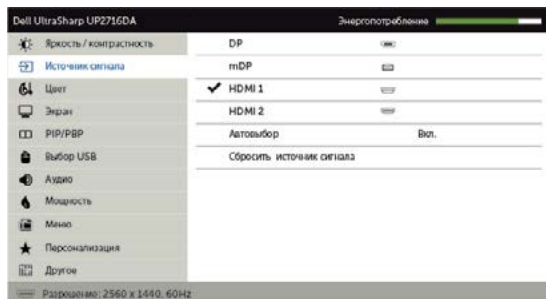 Dell UltraSharp UP2716DA
Энергопотребление
Яркость / контрастность
Источник сигнала
Цвет
Экран
PIP/PBP
Выбор USB
Аудио
Мощность
Меню
Персонализация
Другое
DP
mDP
HDMI 1
HDMI 2
Автовыбор Вкл.
Сбросить источник сигнала
Разрешение: 2560 x 1440, 60Hz